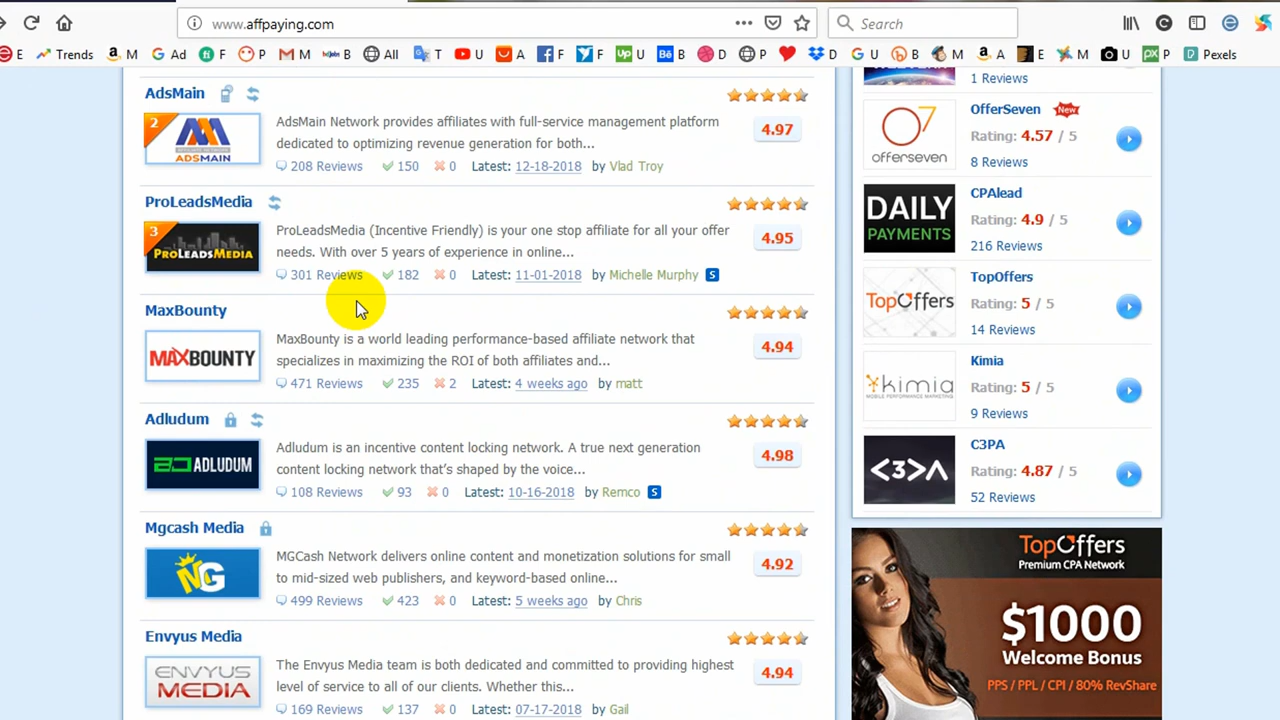 www.affpaying.com
Search
E Trends M Ad F P M M B All T U A F F U B D P D U B M A E M U P Pexels
AdsMain
2
ADSMAIN
AdsMain Network provides affiliates with full-service management platform
dedicated to optimizing revenue generation for both...
208 Reviews 150 0 Latest: 12-18-2018 by Vlad Troy
4.97
ProLeadsMedia
3
PROLEADSMEDIA
ProLeadsMedia (Incentive Friendly) is your one stop affiliate for all your offer
needs. With over 5 years of experience in online...
301 Reviews 182 0 Latest: 11-01-2018 by Michelle Murphy S
4.95
MaxBounty
MAXBOUNTY
MaxBounty is a world leading performance-based affiliate network that
specializes in maximizing the ROI of both affiliates and...
471 Reviews 235 2 Latest: 4 weeks ago by matt
4.94
Adludum
ADLUDUM
Adludum is an incentive content locking network. A true next generation
content locking network that's shaped by the voice...
108 Reviews 93 0 Latest: 10-16-2018 by Remco S
4.98
Mgcash Media
MGCash Network delivers online content and monetization solutions for small
to mid-sized web publishers, and keyword-based online...
499 Reviews 423 0 Latest: 5 weeks ago by Chris
4.92
Envyus Media
ENVYUS
MEDIA
The Envyus Media team is both dedicated and committed to providing highest
level of service to all of our clients. Whether this...
169 Reviews 137 0 Latest: 07-17-2018 by Gail
4.94
1 Reviews
OfferSeven New
offerseven
Rating: 4.57 / 5
8 Reviews
CPAlead
DAILY
PAYMENTS
Rating: 4.9 / 5
216 Reviews
TopOffers
TopOffers
Rating: 5 / 5
14 Reviews
Kimia
kimia
MOBILE PERFORMANCE MARKETING
Rating: 5 / 5
9 Reviews
C3PA
<3>Λ
Rating: 4.87 / 5
52 Reviews
TopOffers
Premium CPA Network
$1000
Welcome Bonus
PPS / PPL / CPI / 80% RevShare